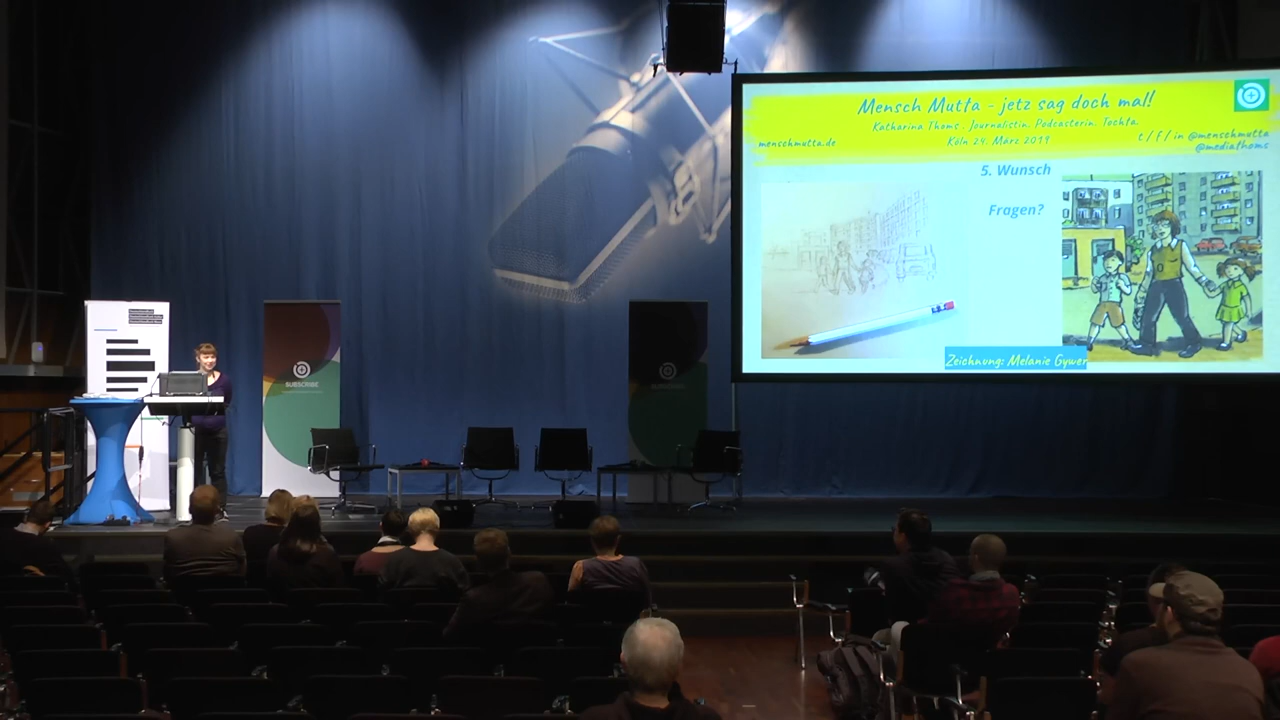 Mensch Mutta - jetz sag doch mal!
Katharina Thoms . Journalistin. Podcasterin. Tochta.
menschmutta.de
Köln 24. März 2019
t / f / in @menschmutta
@mediathoms
5. Wunsch
Fragen?
Zeichnung: Melanie Gywer
SUBSCRIBE
SUBSCRIBE